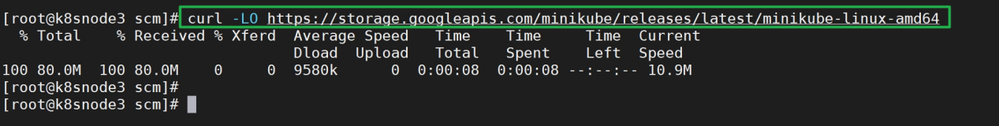 [root@k8snode3 scm]# curl -LO https://storage.googleapis.com/minikube/releases/latest/minikube-linux-amd64
  % Total    % Received % Xferd  Average Speed   Time    Time     Time  Current
                                 Dload  Upload   Total   Spent    Left  Speed
100 80.0M  100 80.0M    0     0  9580k      0  0:00:08  0:00:08 --:--:-- 10.9M
[root@k8snode3 scm]#
[root@k8snode3 scm]#